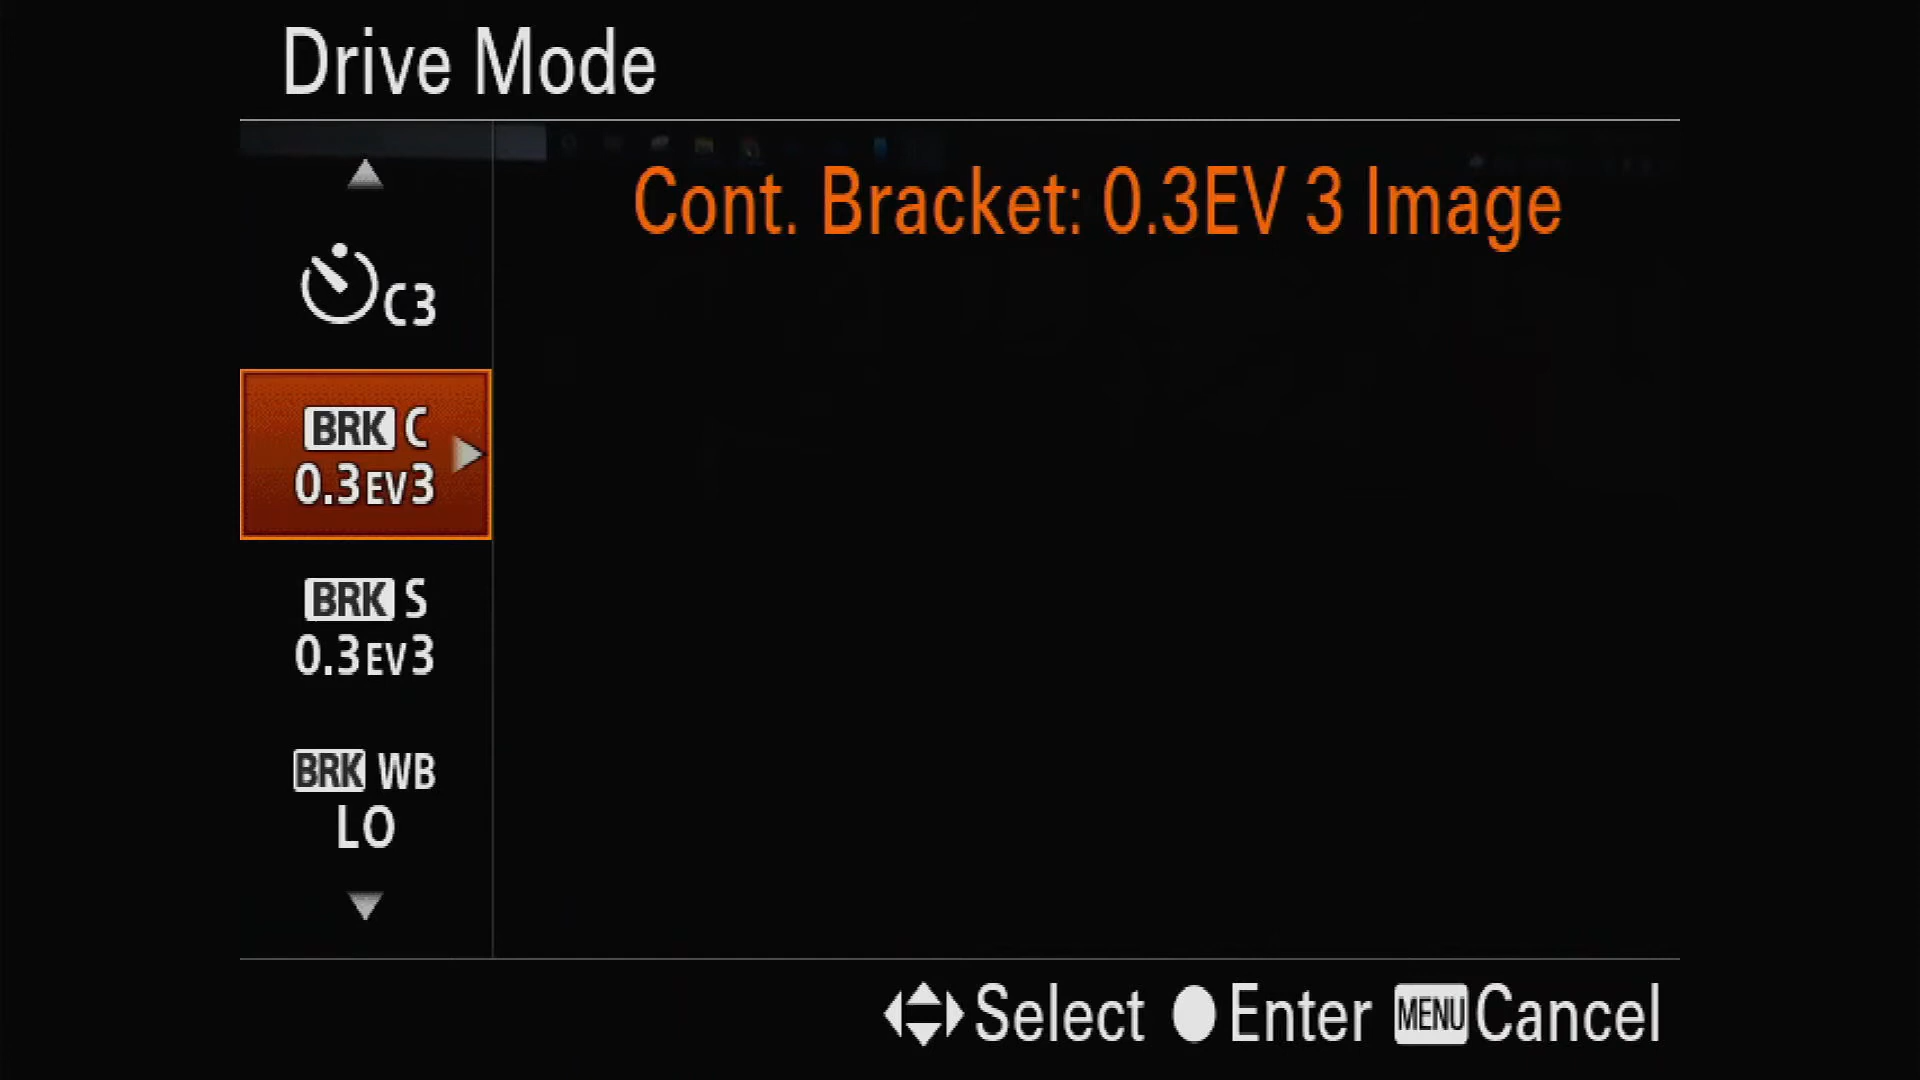 Drive Mode
Cont. Bracket: 0.3EV 3 Image
C3
BRK C
0.3EV3
BRK S
0.3EV3
BRK WB
LO
Select Enter MENU Cancel